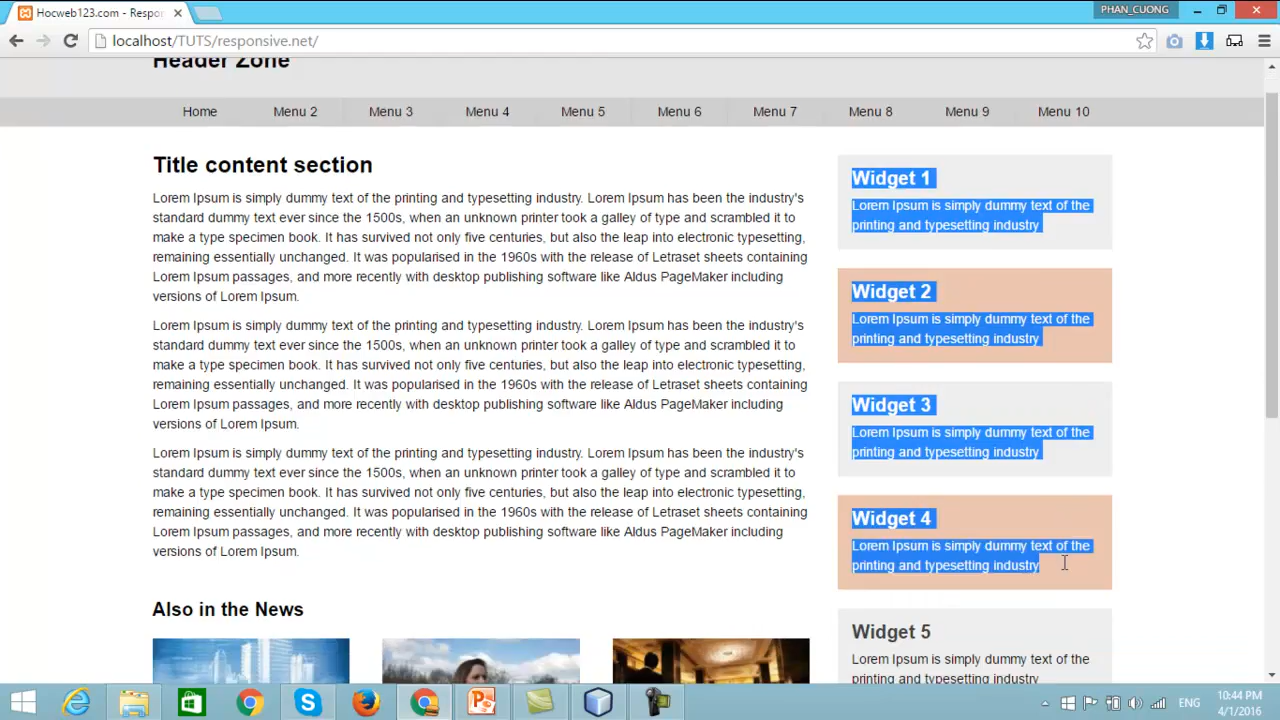 Hocweb123.com - Respor
PHAN_CUONG
localhost/TUTS/responsive.net/
Header Zone
Home Menu 2 Menu 3 Menu 4 Menu 5 Menu 6 Menu 7 Menu 8 Menu 9 Menu 10
Title content section
Lorem Ipsum is simply dummy text of the printing and typesetting industry. Lorem Ipsum has been the industry's
standard dummy text ever since the 1500s, when an unknown printer took a galley of type and scrambled it to
make a type specimen book. It has survived not only five centuries, but also the leap into electronic typesetting,
remaining essentially unchanged. It was popularised in the 1960s with the release of Letraset sheets containing
Lorem Ipsum passages, and more recently with desktop publishing software like Aldus PageMaker including
versions of Lorem Ipsum.
Lorem Ipsum is simply dummy text of the printing and typesetting industry. Lorem Ipsum has been the industry's
standard dummy text ever since the 1500s, when an unknown printer took a galley of type and scrambled it to
make a type specimen book. It has survived not only five centuries, but also the leap into electronic typesetting,
remaining essentially unchanged. It was popularised in the 1960s with the release of Letraset sheets containing
Lorem Ipsum passages, and more recently with desktop publishing software like Aldus PageMaker including
versions of Lorem Ipsum.
Lorem Ipsum is simply dummy text of the printing and typesetting industry. Lorem Ipsum has been the industry's
standard dummy text ever since the 1500s, when an unknown printer took a galley of type and scrambled it to
make a type specimen book. It has survived not only five centuries, but also the leap into electronic typesetting,
remaining essentially unchanged. It was popularised in the 1960s with the release of Letraset sheets containing
Lorem Ipsum passages, and more recently with desktop publishing software like Aldus PageMaker including
versions of Lorem Ipsum.
Also in the News
Widget 1
Lorem Ipsum is simply dummy text of the
printing and typesetting industry
Widget 2
Lorem Ipsum is simply dummy text of the
printing and typesetting industry
Widget 3
Lorem Ipsum is simply dummy text of the
printing and typesetting industry
Widget 4
Lorem Ipsum is simply dummy text of the
printing and typesetting industry
Widget 5
Lorem Ipsum is simply dummy text of the
printing and typesetting industry
ENG
10:44 PM
4/1/2016